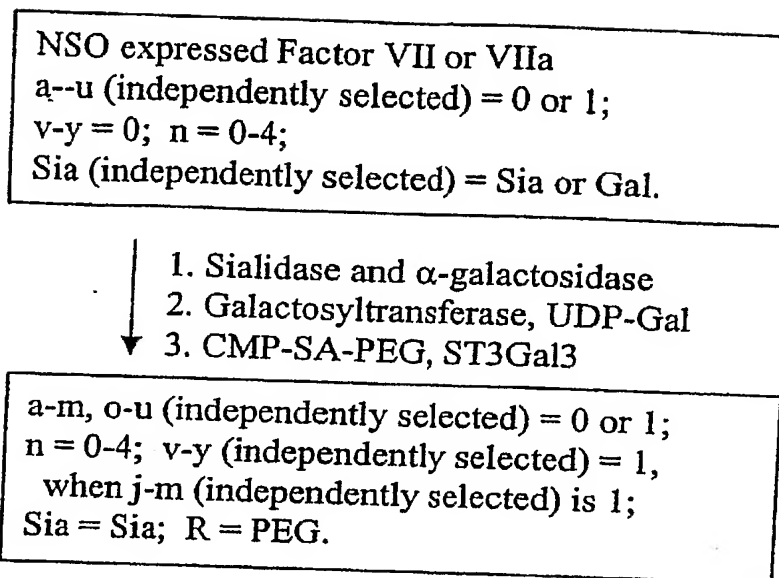 NSO expressed Factor VII or VIIa
a--u (independently selected) = 0 or 1;
v-y = 0; n = 0-4;
Sia (independently selected) = Sia or Gal.
1. Sialidase and α-galactosidase
2. Galactosyltransferase, UDP-Gal
3. CMP-SA-PEG, ST3Gal3
a-m, o-u (independently selected) = 0 or 1;
n = 0-4; v-y (independently selected) = 1,
when j-m (independently selected) is 1;
Sia = Sia; R = PEG.